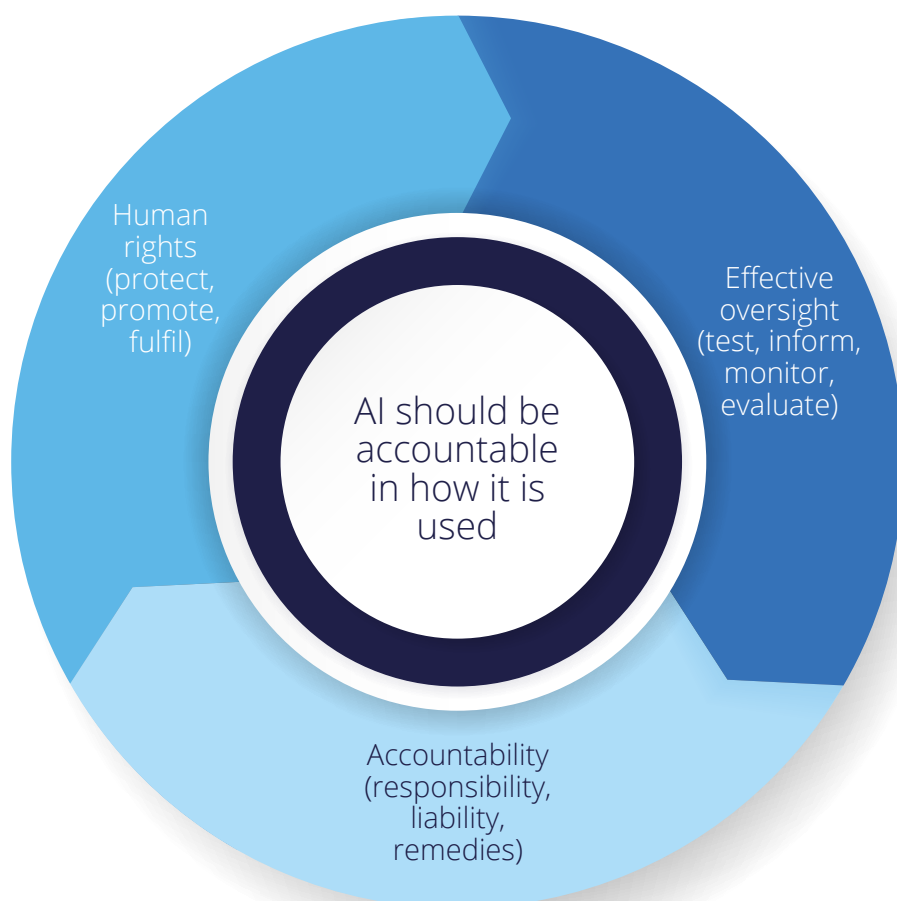 Human
rights
(protect,
promote,
fulfil)
Effective
oversight
(test, inform,
monitor,
evaluate)
AI should be
accountable
in how it is
used
Accountability
(responsibility,
liability,
remedies)